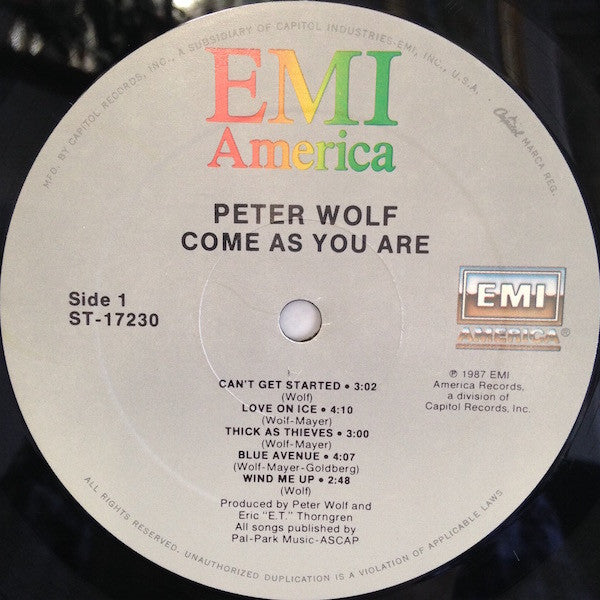 MFD. BY CAPITOL RECORDS, INC., A SUBSIDIARY OF CAPITOL INDUSTRIES-EMI, INC., U.S.A.
Capitol MARCA REG.
EMI
America
PETER WOLF
COME AS YOU ARE
Side 1
ST-17230
EMI
AMERICA®
℗ 1987 EMI
America Records,
a division of
Capitol Records, Inc.
CAN'T GET STARTED • 3:02
(Wolf)
LOVE ON ICE • 4:10
(Wolf-Mayer)
THICK AS THIEVES • 3:00
(Wolf-Mayer)
BLUE AVENUE • 4:07
(Wolf-Mayer-Goldberg)
WIND ME UP • 2:48
(Wolf)
Produced by Peter Wolf and
Eric "E.T." Thorngren
All songs published by
Pal-Park Music-ASCAP
ALL RIGHTS RESERVED. UNAUTHORIZED DUPLICATION IS A VIOLATION OF APPLICABLE LAWS